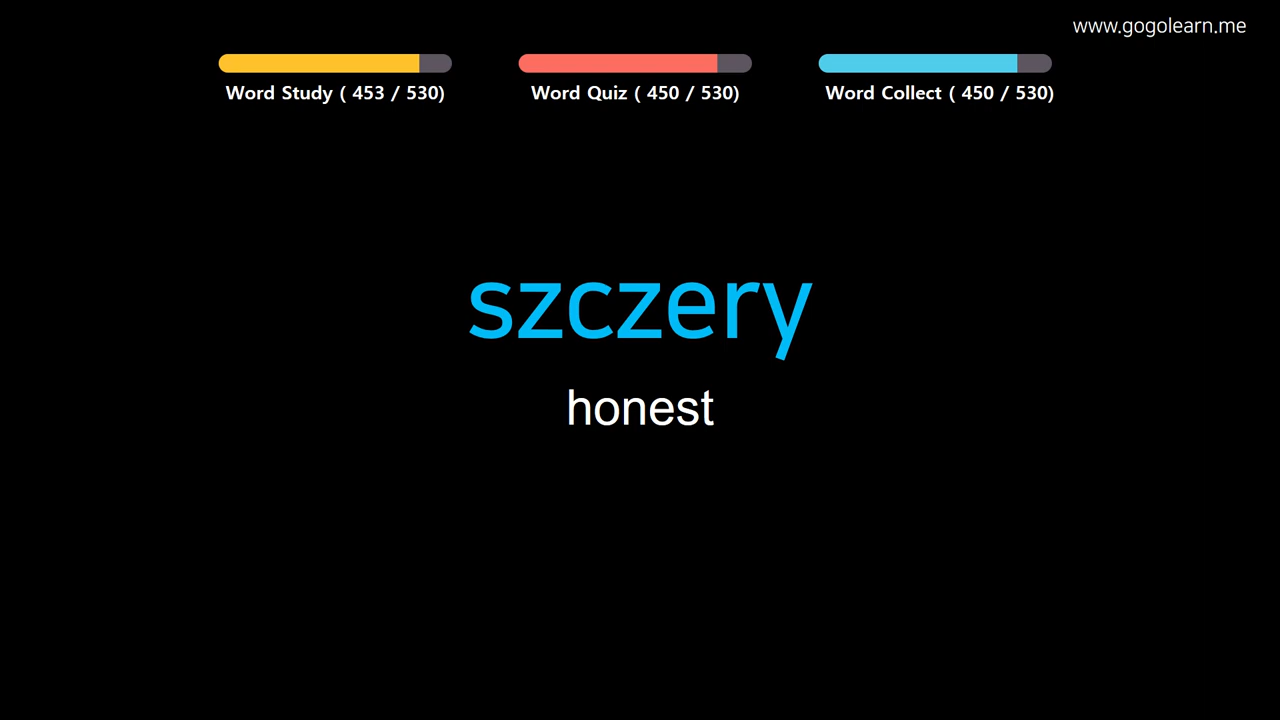 www.gogolearn.me
Word Study ( 453 / 530)
Word Quiz ( 450 / 530)
Word Collect ( 450 / 530)
szczery
honest